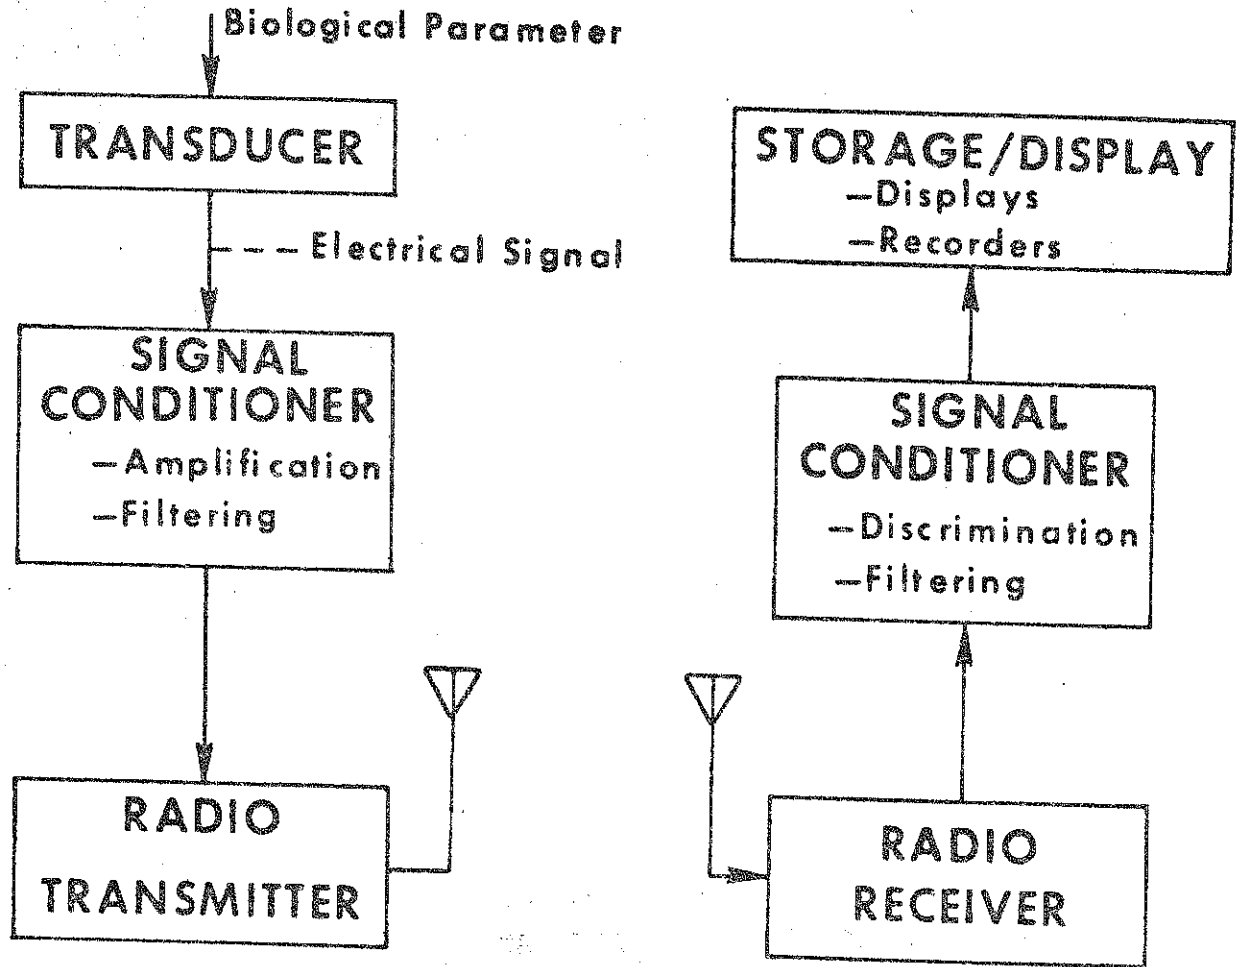 Biological Parameter
TRANSDUCER
--- Electrical Signal
SIGNAL
CONDITIONER
—Amplification
—Filtering
RADIO
TRANSMITTER
STORAGE/DISPLAY
—Displays
—Recorders
SIGNAL
CONDITIONER
—Discrimination
—Filtering
RADIO
RECEIVER